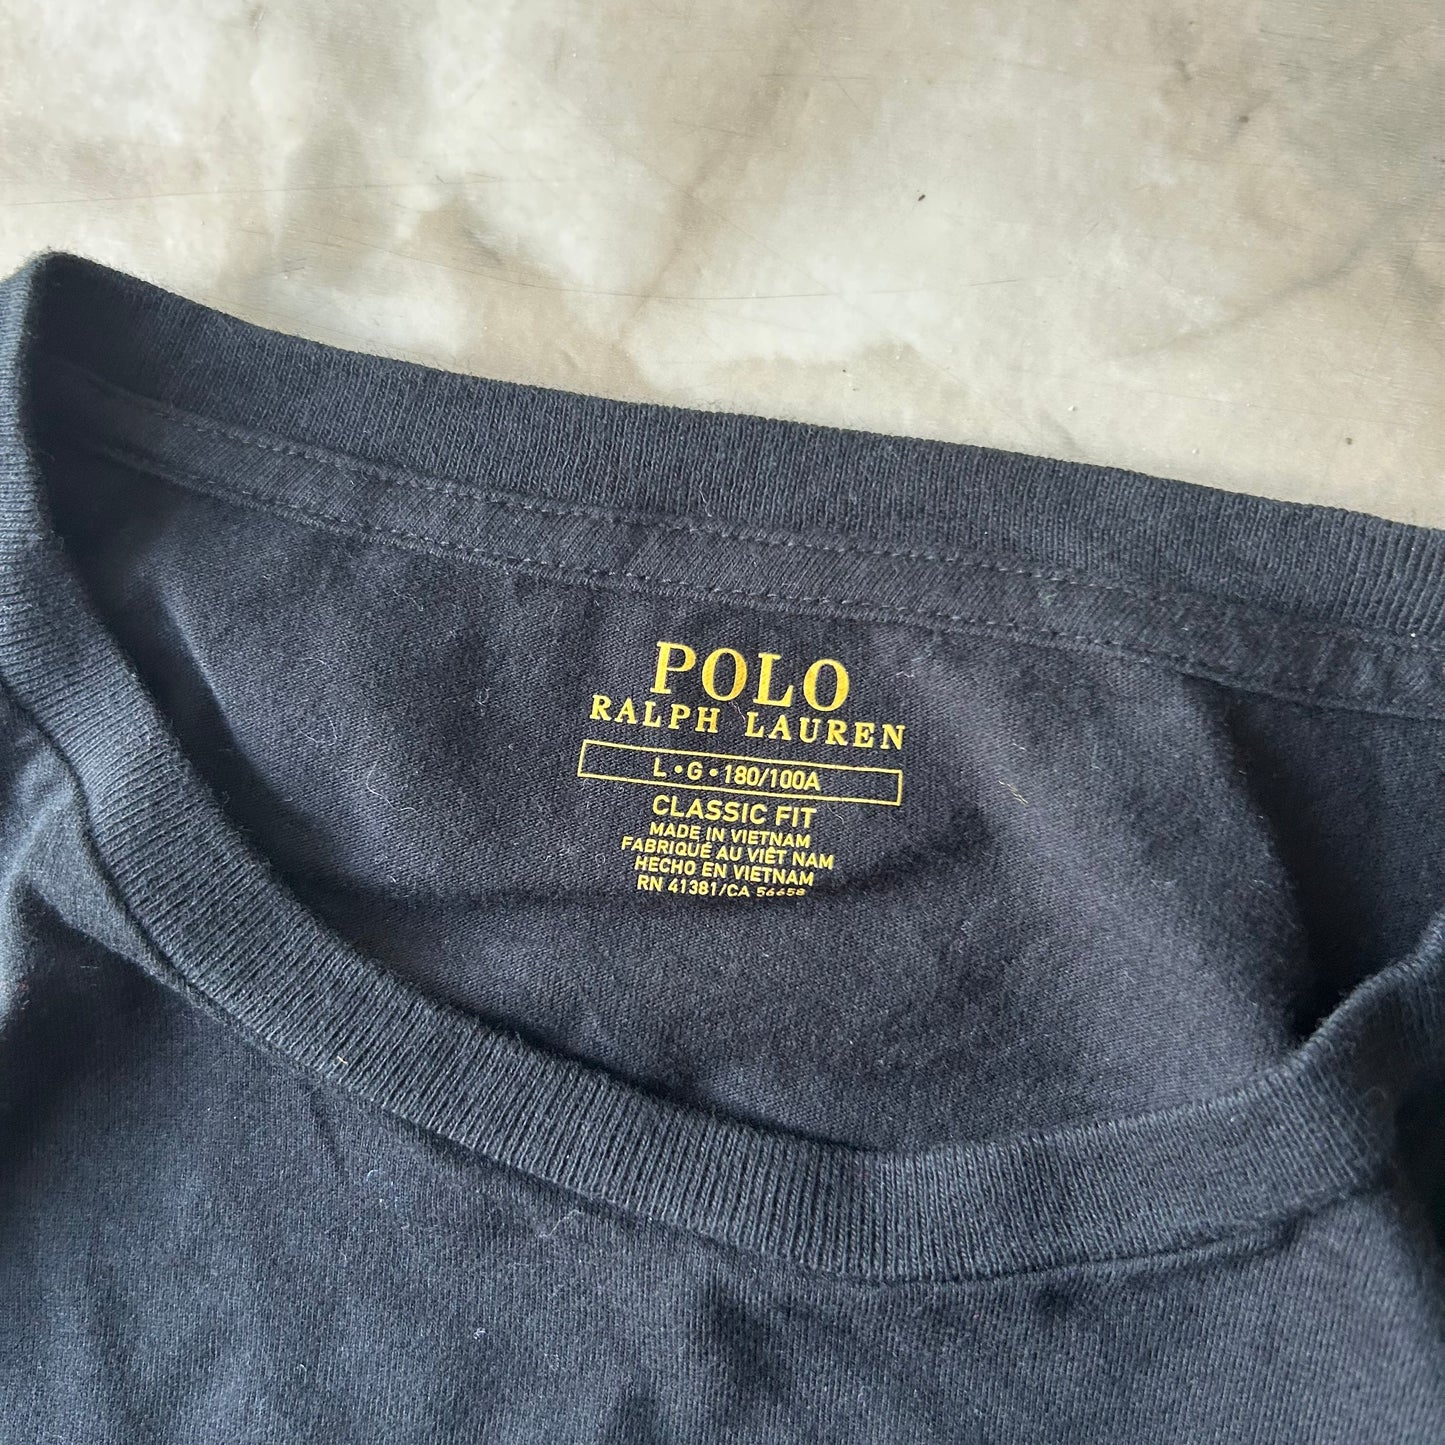 POLO
RALPH LAUREN
L • G • 180/100A
CLASSIC FIT
MADE IN VIETNAM
FABRIQUÉ AU VIÊT NAM
HECHO EN VIETNAM
RN 41381/CA 56658